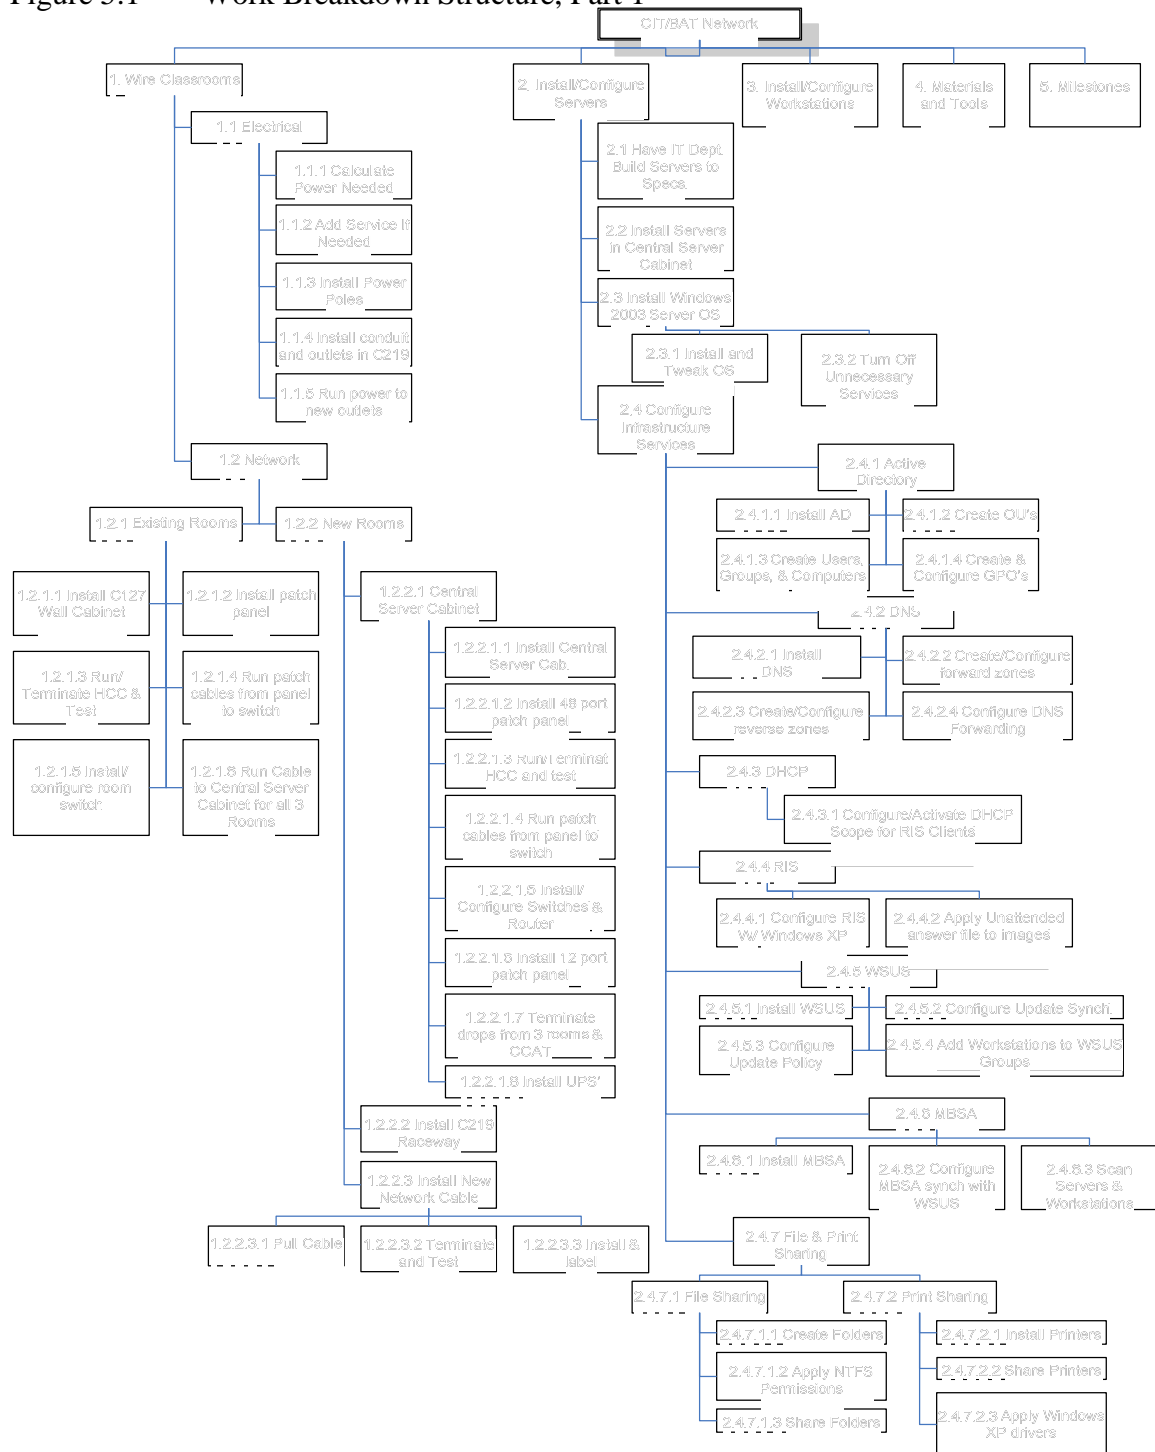 Figure 3.1 Work Breakdown Structure, Part 1
CIT/BAT Network
1. Wire Classrooms
2. Install/Configure
Servers
3. Install/Configure
Workstations
4. Materials
and Tools
5. Milestones
1.1 Electrical
1.1.1 Calculate
Power Needed
1.1.2 Add Service If
Needed
1.1.3 Install Power
Poles
1.1.4 Install conduit
and outlets in C219
1.1.5 Run power to
new outlets
1.2 Network
1.2.1 Existing Rooms
1.2.2 New Rooms
1.2.1.1 Install C127
Wall Cabinet
1.2.1.2 Install patch
panel
1.2.1.3 Run/
Terminate HCC &
Test
1.2.1.4 Run patch
cables from panel
to switch
1.2.1.5 Install/
configure room
switch
1.2.1.6 Run Cable
to Central Server
Cabinet for all 3
Rooms
1.2.2.1 Central
Server Cabinet
1.2.2.1.1 Install Central
Server Cab.
1.2.2.1.2 Install 48 port
patch panel
1.2.2.1.3 Run/Terminat
HCC and test
1.2.2.1.4 Run patch
cables from panel to
switch
1.2.2.1.5 Install/
Configure Switches &
Router
1.2.2.1.6 Install 12 port
patch panel
1.2.2.1.7 Terminate
drops from 3 rooms &
CCAT
1.2.2.1.8 Install UPS'
1.2.2.2 Install C219
Raceway
1.2.2.3 Install New
Network Cable
1.2.2.3.1 Pull Cable
1.2.2.3.2 Terminate
and Test
1.2.2.3.3 Install &
label
2.1 Have IT Dept.
Build Servers to
Specs.
2.2 Install Servers
in Central Server
Cabinet
2.3 Install Windows
2003 Server OS
2.3.1 Install and
Tweak OS
2.3.2 Turn Off
Unnecessary
Services
2.4 Configure
Infrastructure
Services
2.4.1 Active
Directory
2.4.1.1 Install AD
2.4.1.2 Create OU's
2.4.1.3 Create Users,
Groups, & Computers
2.4.1.4 Create &
Configure GPO's
2.4.2 DNS
2.4.2.1 Install
DNS
2.4.2.2 Create/Configure
forward zones
2.4.2.3 Create/Configure
reverse zones
2.4.2.4 Configure DNS
Forwarding
2.4.3 DHCP
2.4.3.1 Configure/Activate DHCP
Scope for RIS Clients
2.4.4 RIS
2.4.4.1 Configure RIS
W/ Windows XP
2.4.4.2 Apply Unattended
answer file to images
2.4.5 WSUS
2.4.5.1 Install WSUS
2.4.5.2 Configure Update Synch.
2.4.5.3 Configure
Update Policy
2.4.5.4 Add Workstations to WSUS
Groups
2.4.6 MBSA
2.4.6.1 Install MBSA
2.4.6.2 Configure
MBSA synch with
WSUS
2.4.6.3 Scan
Servers &
Workstations
2.4.7 File & Print
Sharing
2.4.7.1 File Sharing
2.4.7.2 Print Sharing
2.4.7.1.1 Create Folders
2.4.7.1.2 Apply NTFS
Permissions
2.4.7.1.3 Share Folders
2.4.7.2.1 Install Printers
2.4.7.2.2 Share Printers
2.4.7.2.3 Apply Windows
XP drivers